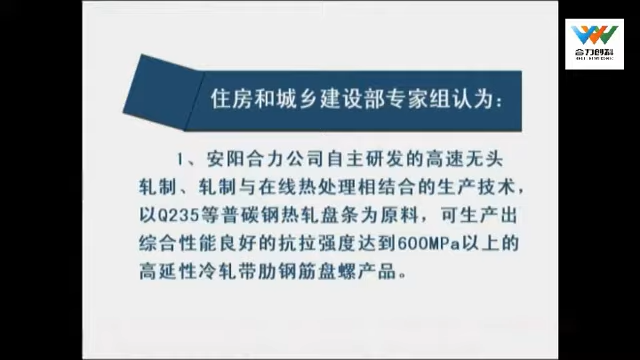 合力创科
住房和城乡建设部专家组认为：
1、安阳合力公司自主研发的高速无头
轧制、轧制与在线热处理相结合的生产技术，
以Q235等普碳钢热轧盘条为原料，可生产出
综合性能良好的抗拉强度达到600MPa以上的
高延性冷轧带肋钢筋盘螺产品。